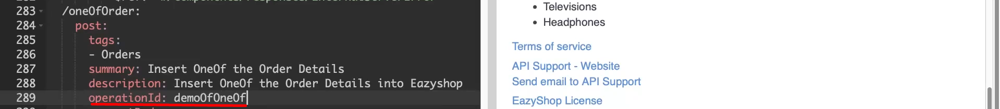 283 /oneOfOrder:
284 post:
285 tags:
286 - Orders
287 summary: Insert OneOf the Order Details
288 description: Insert OneOf the Order Details into Eazyshop
289 operationId: demoOfOneOf
• Televisions
• Headphones
Terms of service
API Support - Website
Send email to API Support
EazyShop License